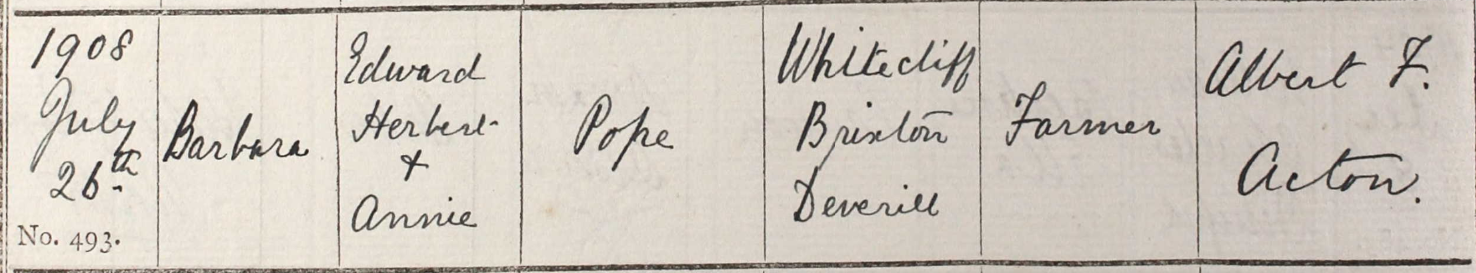 1908
July
26th
No. 493.
Barbara
Edward
Herbert
+
Annie
Pope
Whitecliff
Brixton
Deverill
Farmer
Albert F.
Acton.